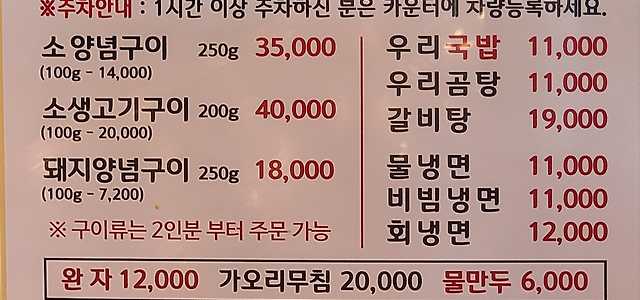 ※주차안내 : 1시간 이상 주차하신 분은 카운터에 차량등록하세요.
소양념구이 250g 35,000
(100g - 14,000)
소생고기구이 200g 40,000
(100g - 20,000)
돼지양념구이 250g 18,000
(100g - 7,200)
※ 구이류는 2인분 부터 주문 가능
우리국밥 11,000
우리곰탕 11,000
갈비탕 19,000
물냉면 11,000
비빔냉면 11,000
회냉면 12,000
완자 12,000 가오리무침 20,000 물만두 6,000